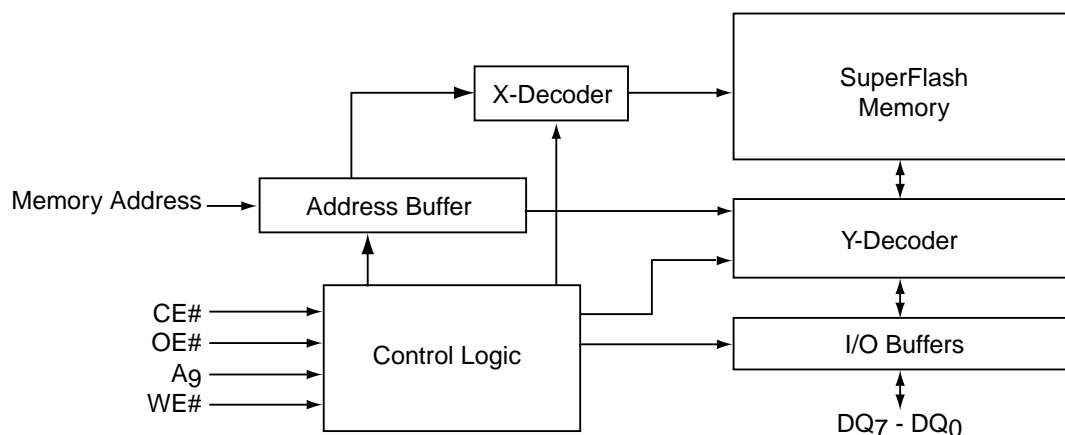 SuperFlash
Memory
X-Decoder
Memory Address
Address Buffer
Y-Decoder
CE#
OE#
A9
WE#
Control Logic
I/O Buffers
DQ7 - DQ0